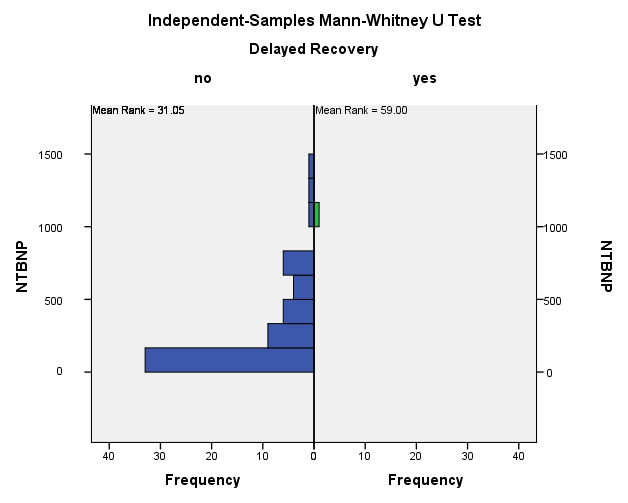 Independent-Samples Mann-Whitney U Test
Delayed Recovery
no yes
Mean Rank = 31.05 Mean Rank = 59.00
1500 1500
1000 1000
NTBNP NTBNP
500 500
0 0
40 30 20 10 0 10 20 30 40
Frequency Frequency